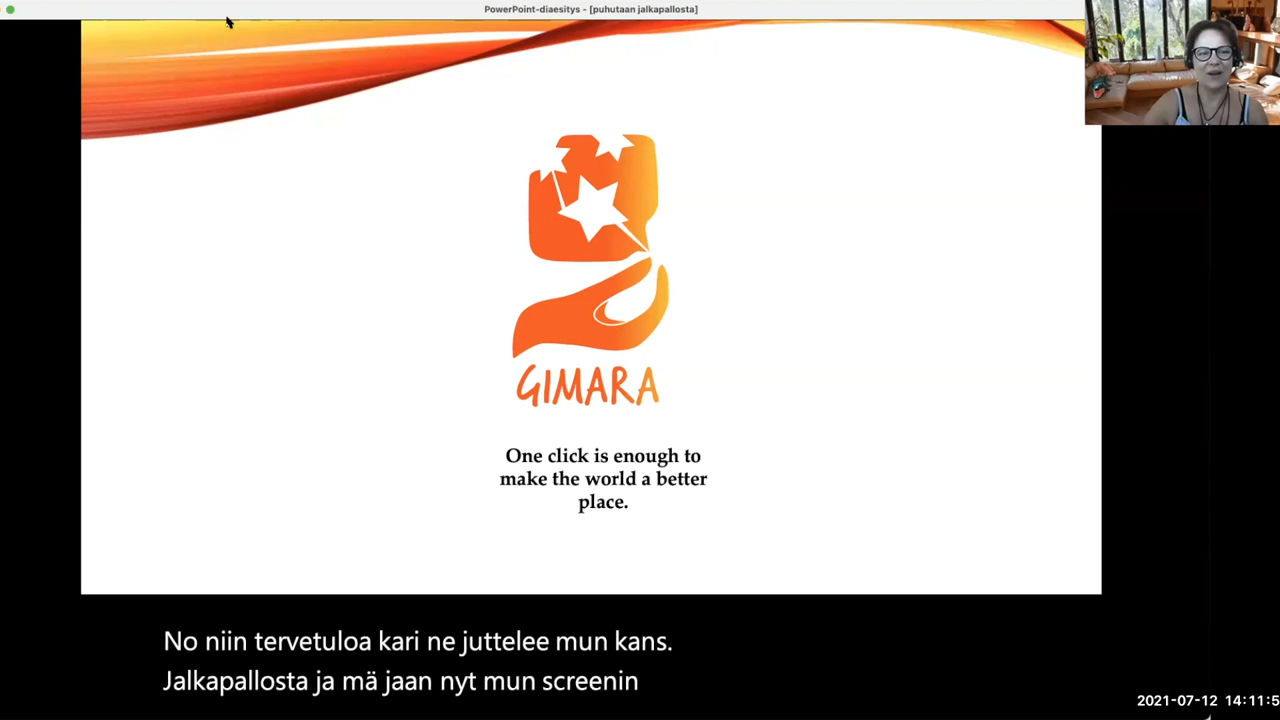 PowerPoint-diaesitys - [puhutaan jalkapallosta]
GIMARA
One click is enough to
make the world a better
place.
No niin tervetuloa kari ne juttelee mun kans.
Jalkapallosta ja mä jaan nyt mun screenin
2021-07-12 14:11:5